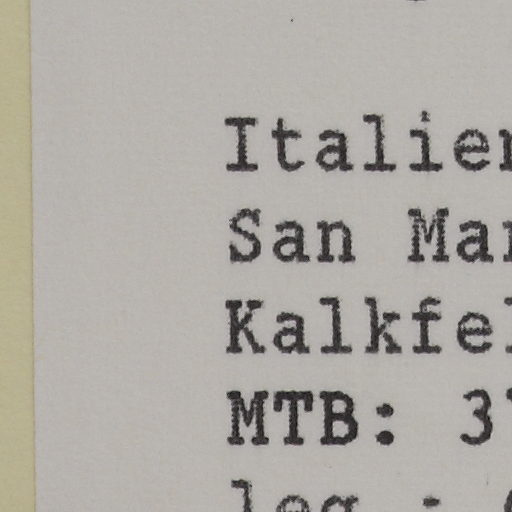 Italien
San Mar
Kalkfel
MTB: 3
leg.: